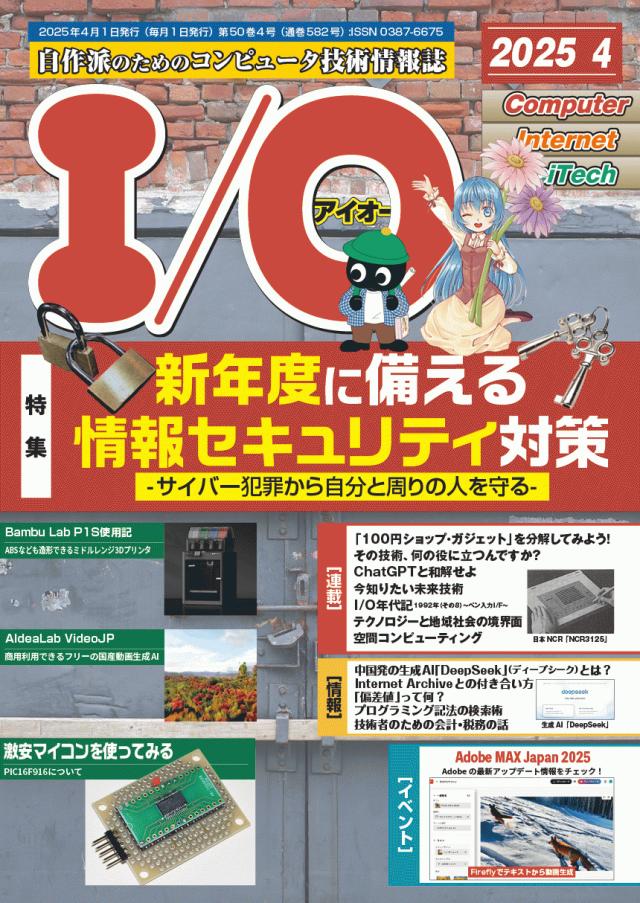 2025年4月1日発行（毎月1日発行）第50巻4号（通巻582号）:ISSN 0387-6675
自作派のためのコンピュータ技術情報誌
2025 4
Computer
Internet
iTech
I/O
アイオー
特集
新年度に備える
情報セキュリティ対策
-サイバー犯罪から自分と周りの人を守る-
Bambu Lab P1S使用記
ABSなども造形できるミドルレンジ3Dプリンタ
AIdeaLab VideoJP
商用利用できるフリーの国産動画生成AI
激安マイコンを使ってみる
PIC16F916について
[連載]
「100円ショップ・ガジェット」を分解してみよう!
その技術、何の役に立つんですか?
ChatGPTと和解せよ
今知りたい未来技術
I/O年代記 1992年（その8）～ペン入力I/F～
テクノロジーと地域社会の境界面
空間コンピューティング
日本NCR「NCR3125」
[情報]
中国発の生成AI「DeepSeek」(ディープシーク)とは?
Internet Archiveとの付き合い方
「偏差値」って何?
プログラミング記法の検索術
技術者のための会計・税務の話
deepseek
生成AI「DeepSeek」
[イベント]
Adobe MAX Japan 2025
Adobeの最新アップデート情報をチェック!
Fireflyでテキストから動画生成